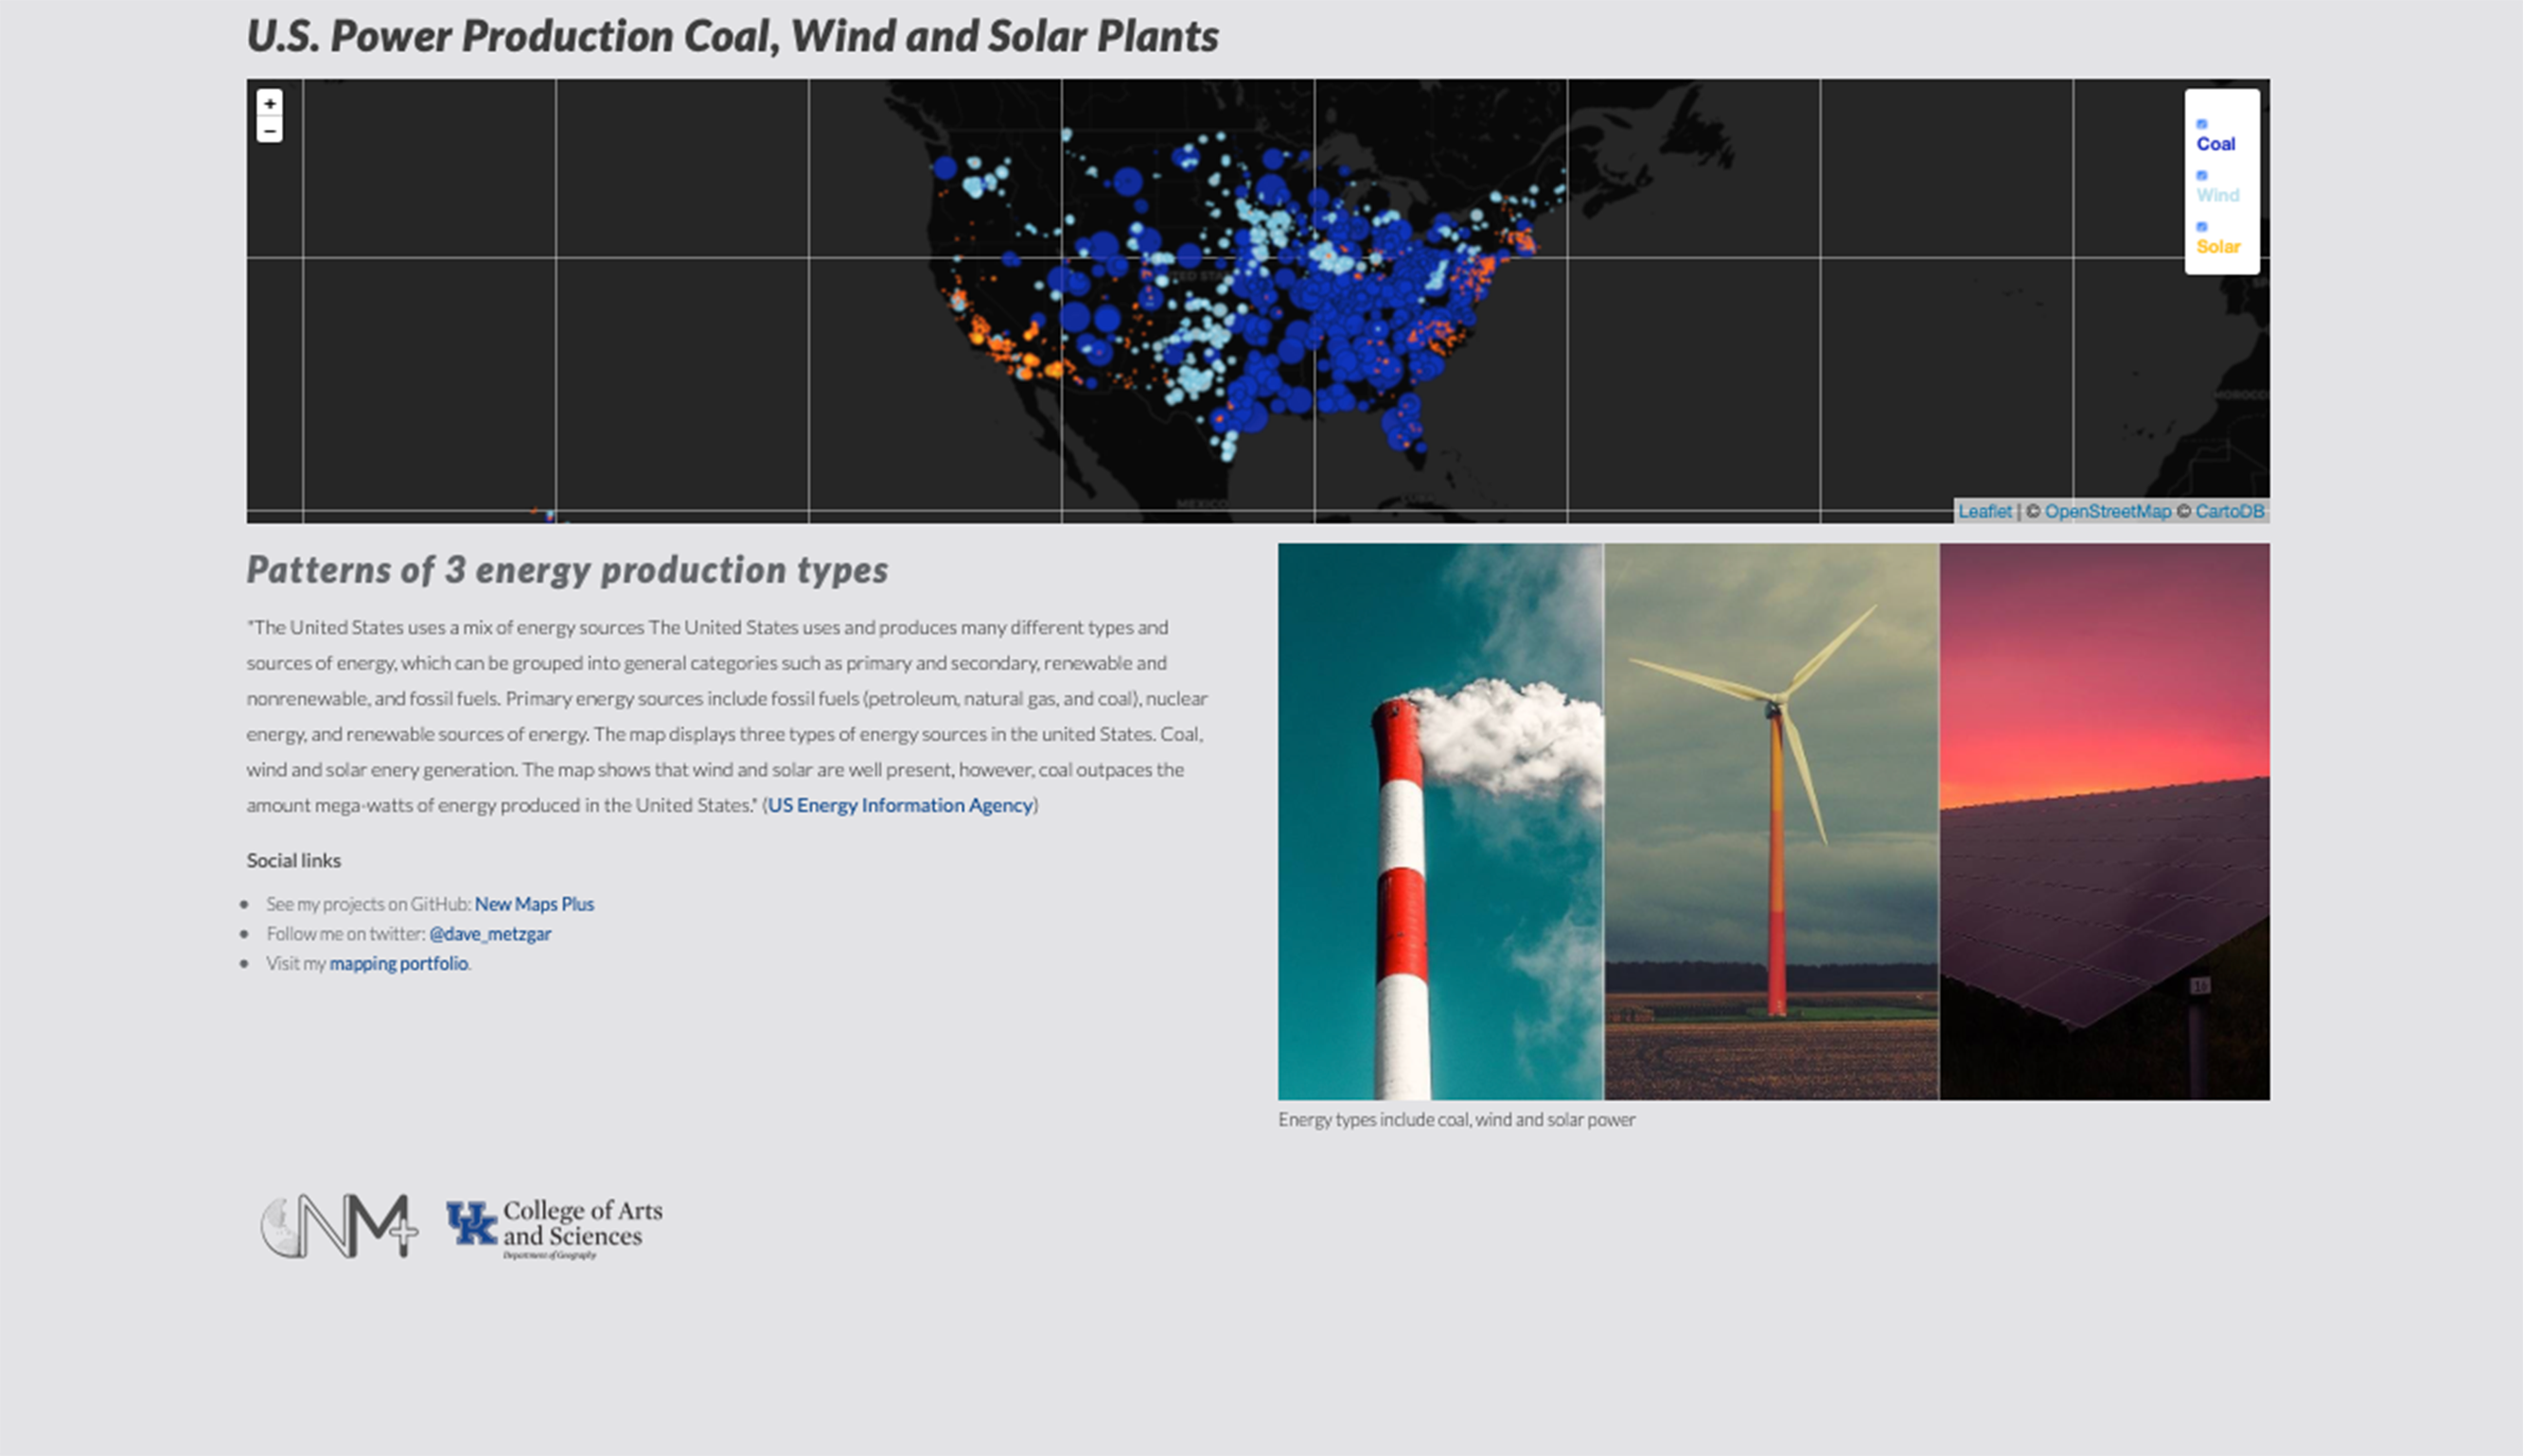 U.S. Power Production Coal, Wind and Solar Plants
+
−
Coal
Wind
Solar
MEXICO
MOROCCO
Leaflet | © OpenStreetMap © CartoDB
Patterns of 3 energy production types
"The United States uses a mix of energy sources The United States uses and produces many different types and
sources of energy, which can be grouped into general categories such as primary and secondary, renewable and
nonrenewable, and fossil fuels. Primary energy sources include fossil fuels (petroleum, natural gas, and coal), nuclear
energy, and renewable sources of energy. The map displays three types of energy sources in the united States. Coal,
wind and solar enery generation. The map shows that wind and solar are well present, however, coal outpaces the
amount mega-watts of energy produced in the United States." (US Energy Information Agency)
Social links
See my projects on GitHub: New Maps Plus
Follow me on twitter: @dave_metzgar
Visit my mapping portfolio.
16
Energy types include coal, wind and solar power
NM+
UK
College of Arts
and Sciences
Department of Geography